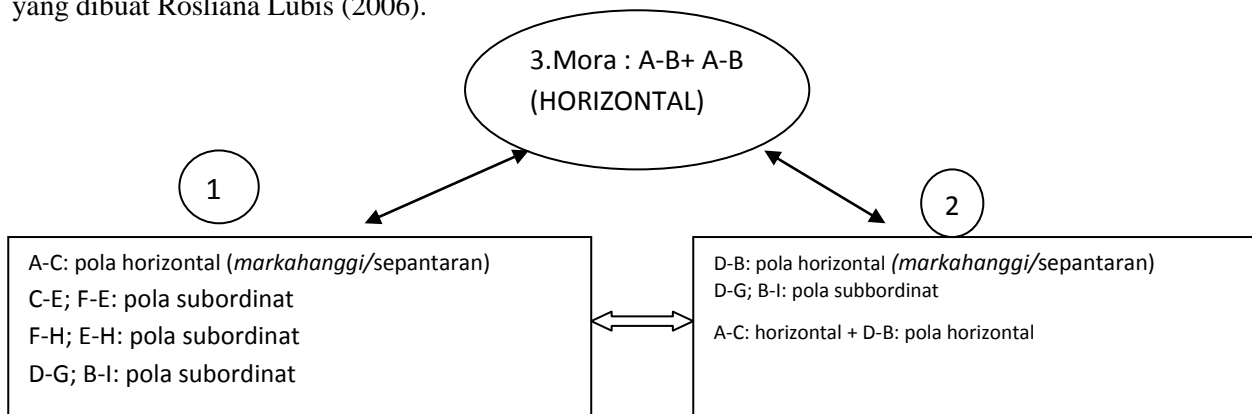 yang dibuat Rosliana Lubis (2006).
3.Mora : A-B+ A-B
(HORIZONTAL)
1
2
A-C: pola horizontal (markahanggi/sepantaran)
C-E; F-E: pola subordinat
F-H; E-H: pola subordinat
D-G; B-I: pola subordinat
D-B: pola horizontal (markahanggi/sepantaran)
D-G; B-I: pola subbordinat
A-C: horizontal + D-B: pola horizontal